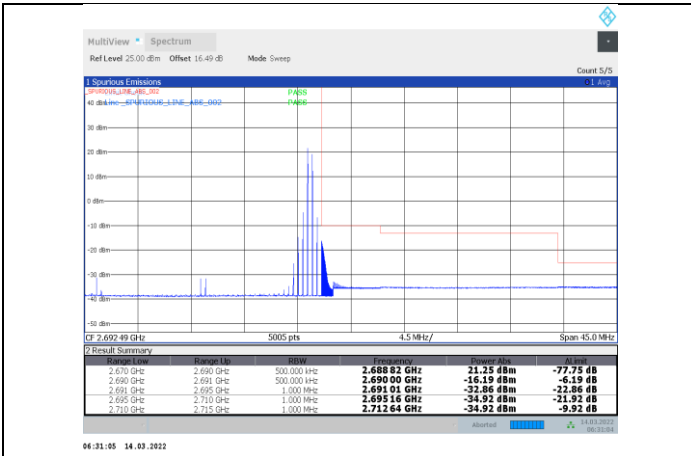 MultiView Spectrum
Ref Level 25.00 dBm Offset 16.49 dB Mode Sweep
Count 5/5
1 Spurious Emissions 1 Avg
_SPURIOUS_LINE_ABS_002 PASS
40 dBm Line _SPURIOUS_LINE_ABS_002 PASS
30 dBm
20 dBm
10 dBm
0 dBm
-10 dBm
-20 dBm
-30 dBm
-40 dBm
-50 dBm
CF 2.692 49 GHz 5005 pts 4.5 MHz/ Span 45.0 MHz
2 Result Summary
Range Low Range Up RBW Frequency Power Abs ΔLimit
2.670 GHz 2.690 GHz 500.000 kHz 2.688 82 GHz 21.25 dBm -77.75 dB
2.690 GHz 2.691 GHz 500.000 kHz 2.690 00 GHz -16.19 dBm -6.19 dB
2.691 GHz 2.695 GHz 1.000 MHz 2.691 01 GHz -32.86 dBm -22.86 dB
2.695 GHz 2.710 GHz 1.000 MHz 2.695 16 GHz -34.92 dBm -21.92 dB
2.710 GHz 2.715 GHz 1.000 MHz 2.712 64 GHz -34.92 dBm -9.92 dB
Aborted 14.03.2022
06:31:04
06:31:05 14.03.2022